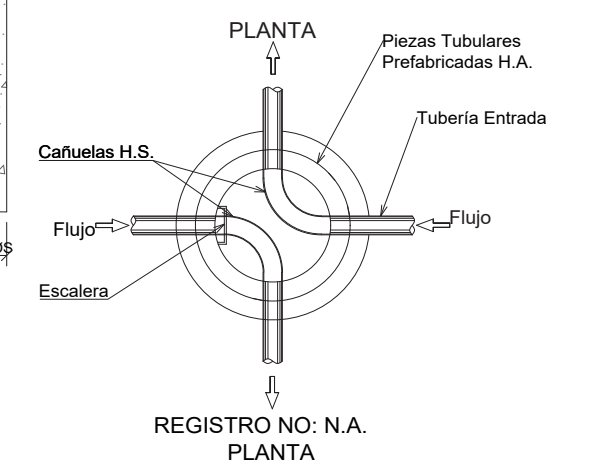 PLANTA
Piezas Tubulares
Prefabricadas H.A.
Tubería Entrada
Cañuelas H.S.
Flujo
Flujo
Escalera
REGISTRO NO: N.A.
PLANTA